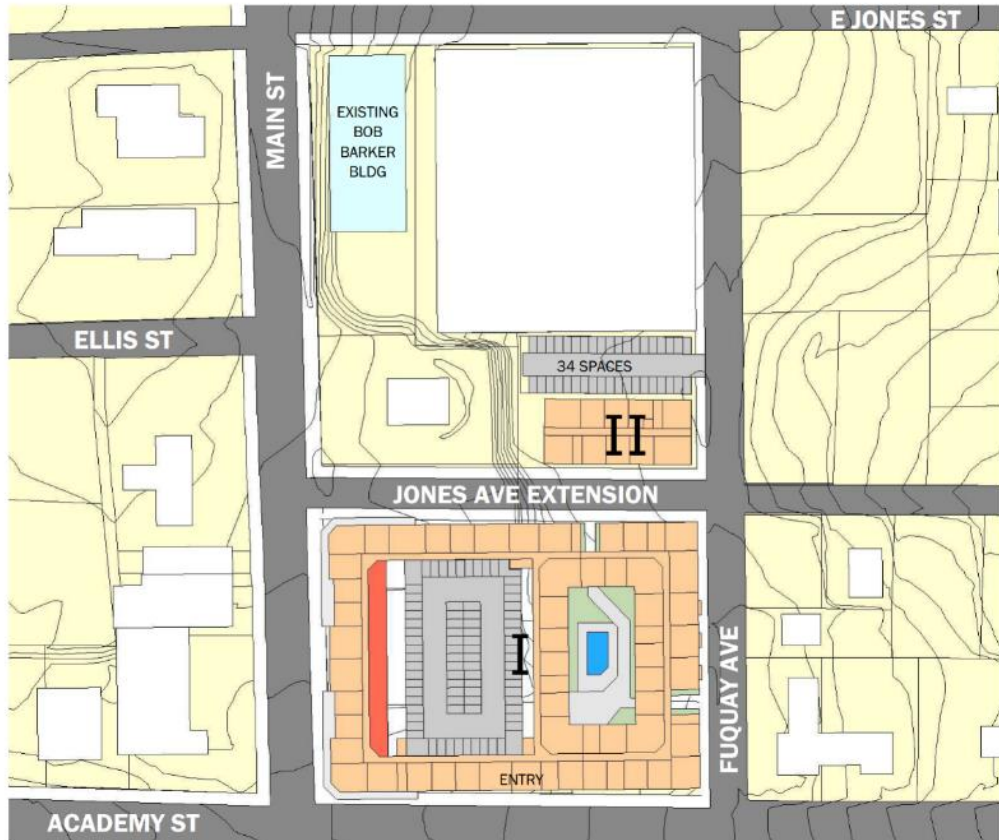 E JONES ST
MAIN ST
EXISTING
BOB
BARKER
BLDG
ELLIS ST
34 SPACES
II
JONES AVE EXTENSION
I
FUQUAY AVE
ENTRY
ACADEMY ST